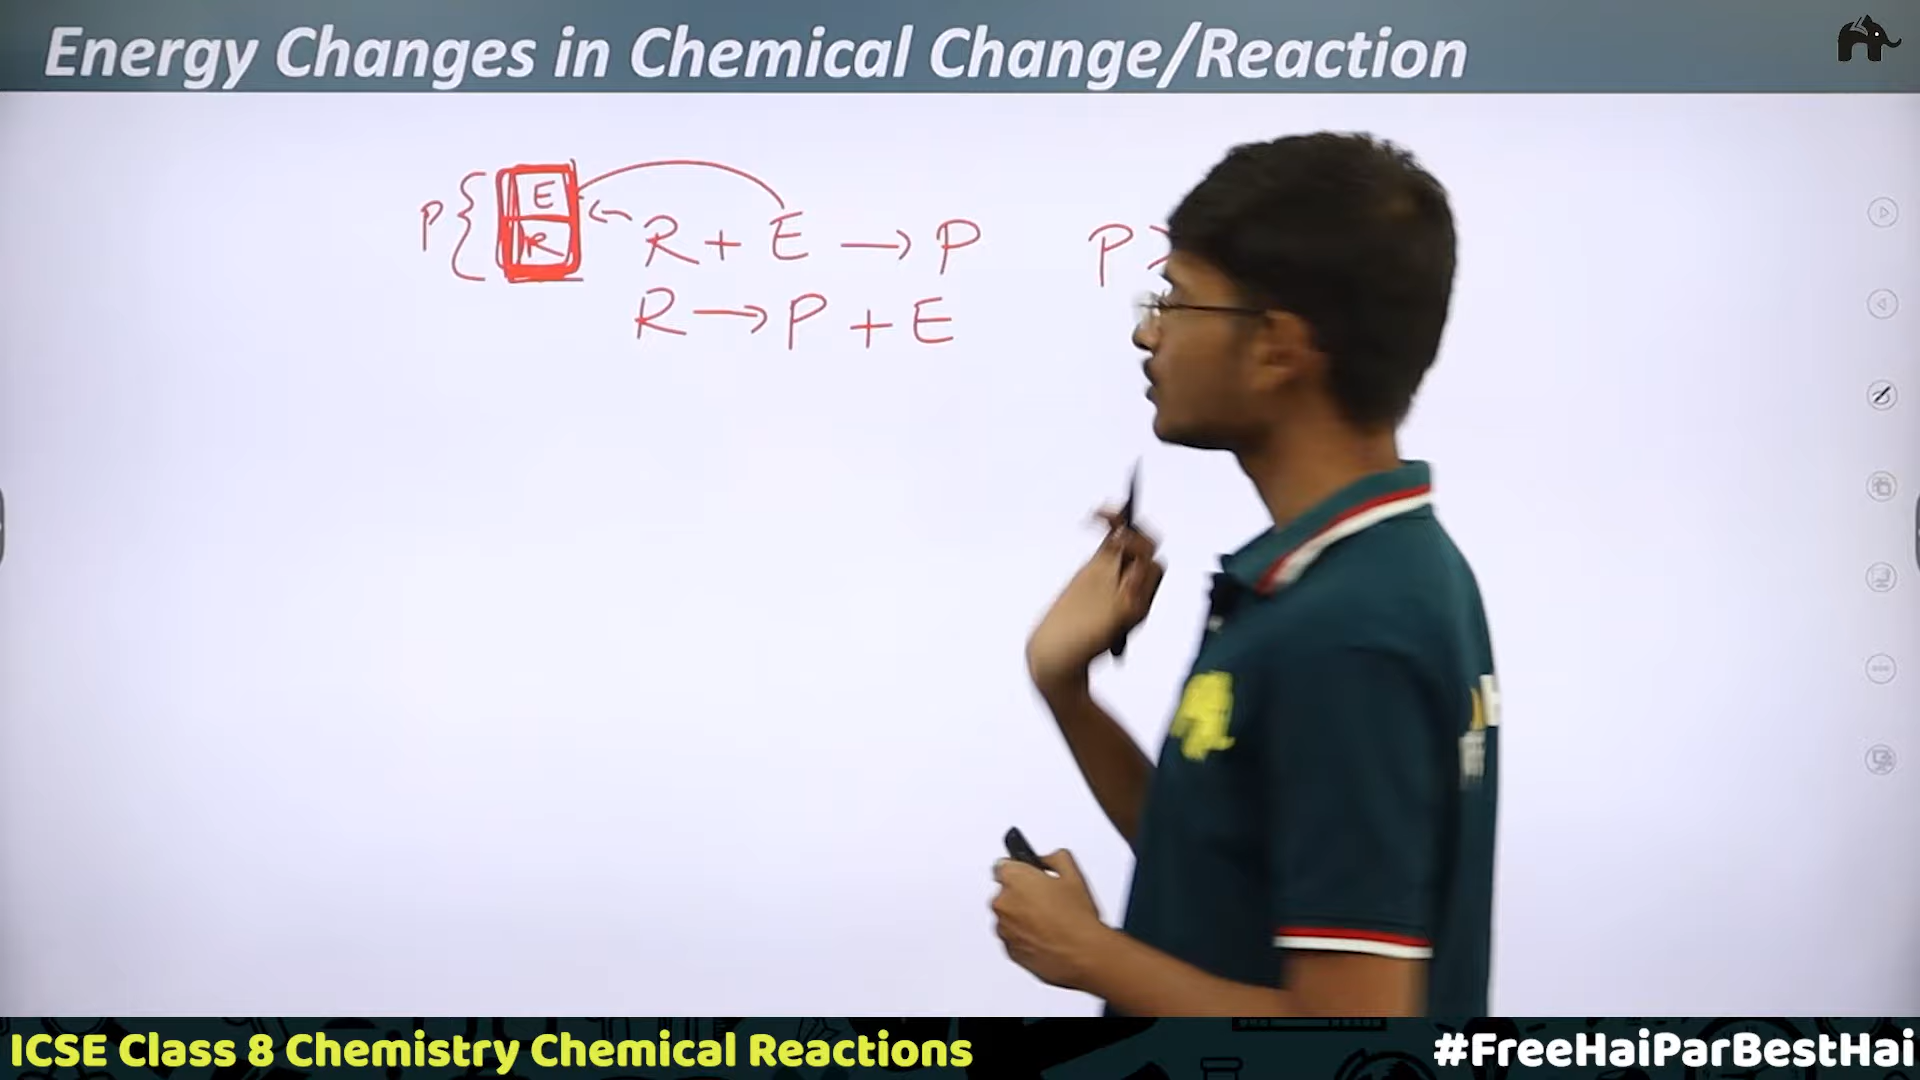 Energy Changes in Chemical Change/Reaction
P { E
R
R + E → P
P >
R → P + E
ICSE Class 8 Chemistry Chemical Reactions
#FreeHaiParBestHai